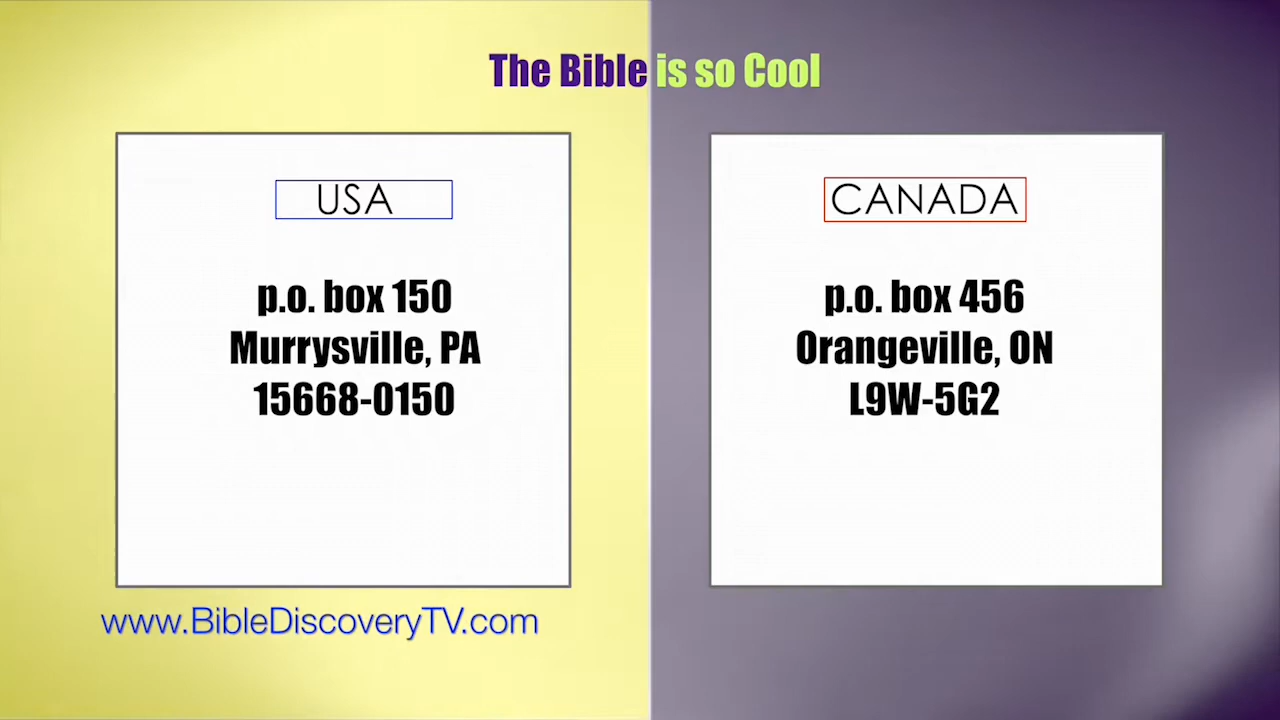 The Bible is so Cool
USA
p.o. box 150
Murrysville, PA
15668-0150
CANADA
p.o. box 456
Orangeville, ON
L9W-5G2
www.BibleDiscoveryTV.com